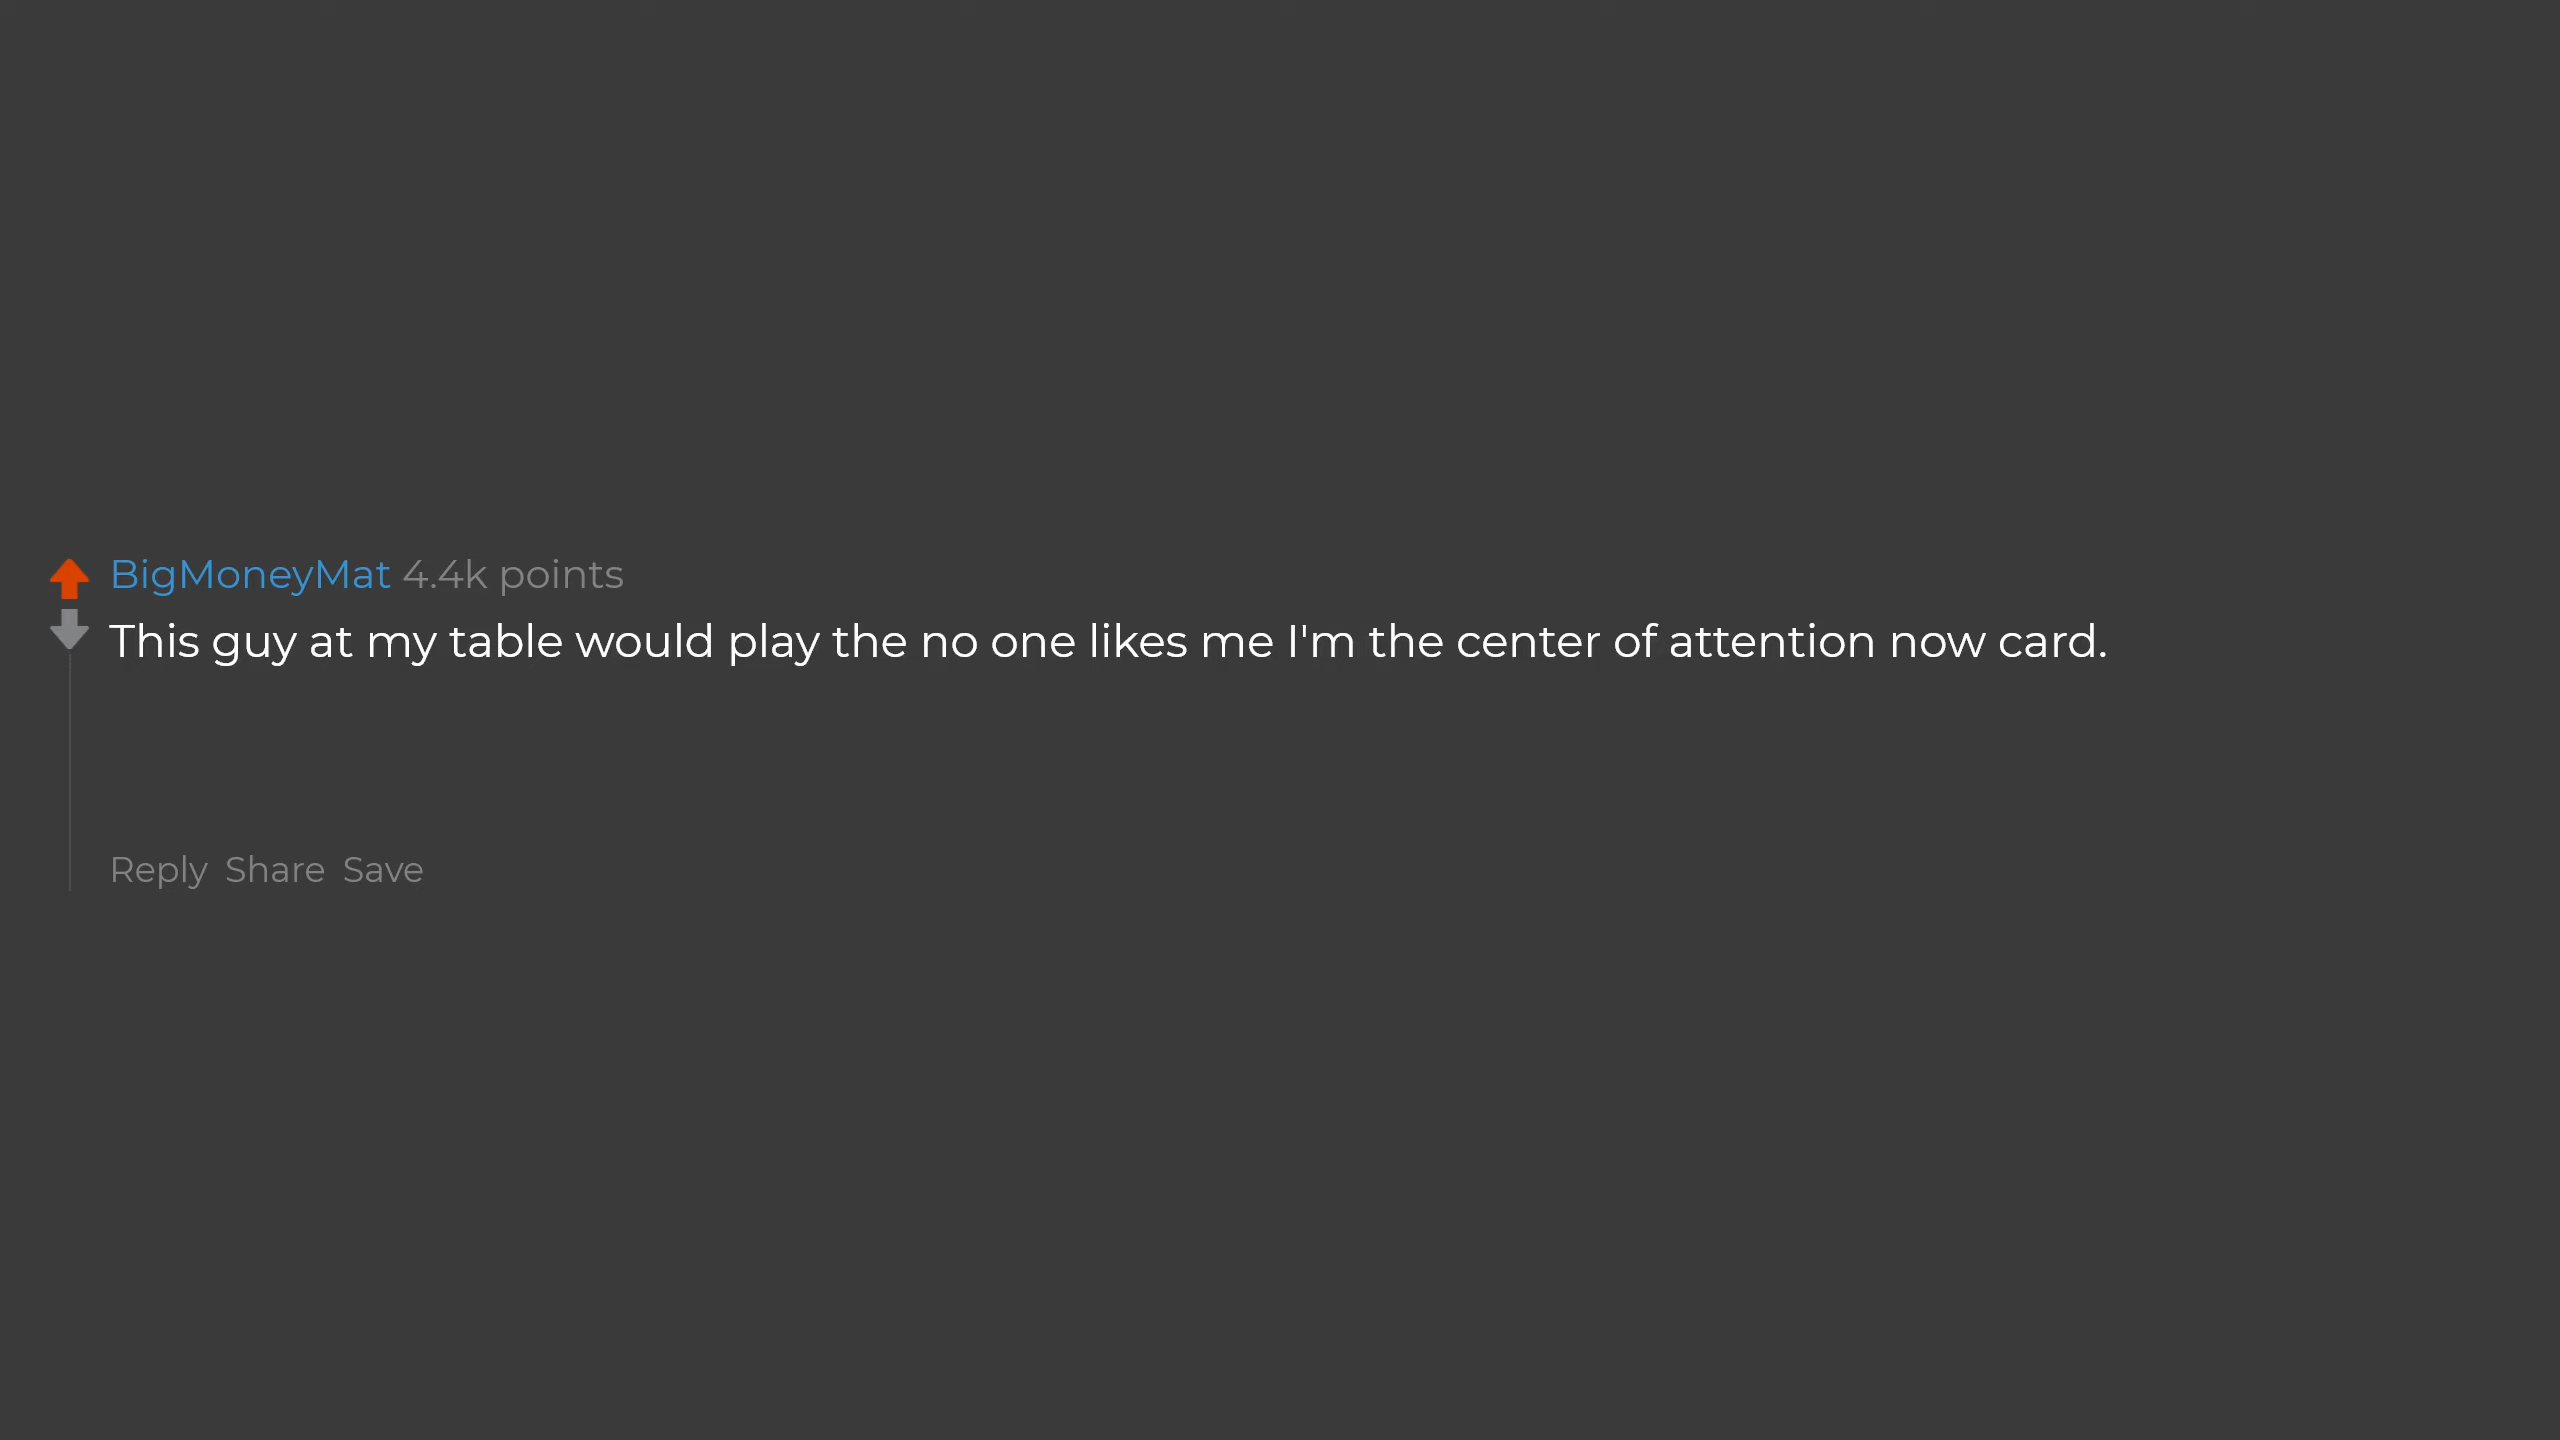 BigMoneyMat 4.4k points
This guy at my table would play the no one likes me I'm the center of attention now card.
Reply Share Save